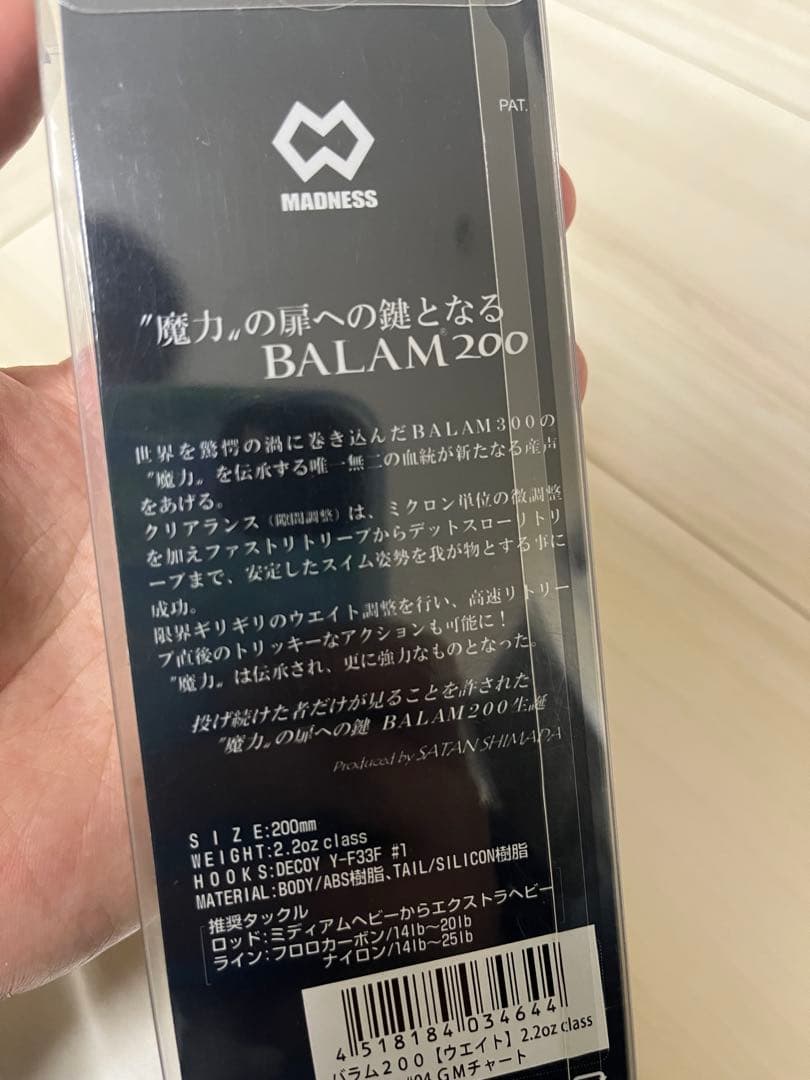 PAT.
MADNESS
"魔力"の扉への鍵となる
BALAM®200
世界を驚愕の渦に巻き込んだBALAM300の
"魔力"を伝承する唯一無二の血統が新たなる産声
をあげる。
クリアランス(隙間調整)は、ミクロン単位の微調整
を加えファストリトリーブからデットスローリトリ
ーブまで、安定したスイム姿勢を我が物とする事に
成功。
限界ギリギリのウエイト調整を行い、高速リトリー
ブ直後のトリッキーなアクションも可能に!
"魔力"は伝承され、更に強力なものとなった。
投げ続けた者だけが見ることを許された
"魔力"の扉への鍵 BALAM200生誕
Produced by SATAN SHIMADA
SIZE:200mm
WEIGHT:2.2oz class
HOOKS:DECOY Y-F33F #1
MATERIAL:BODY/ABS樹脂、TAIL/SILICON樹脂
推奨タックル
ロッド:ミディアムヘビーからエクストラヘビー
ライン:フロロカーボン/14lb〜20lb
ナイロン/14lb〜25lb
4518184034644
バラム200【ウエイト】2.2oz class
#04 GMチャート